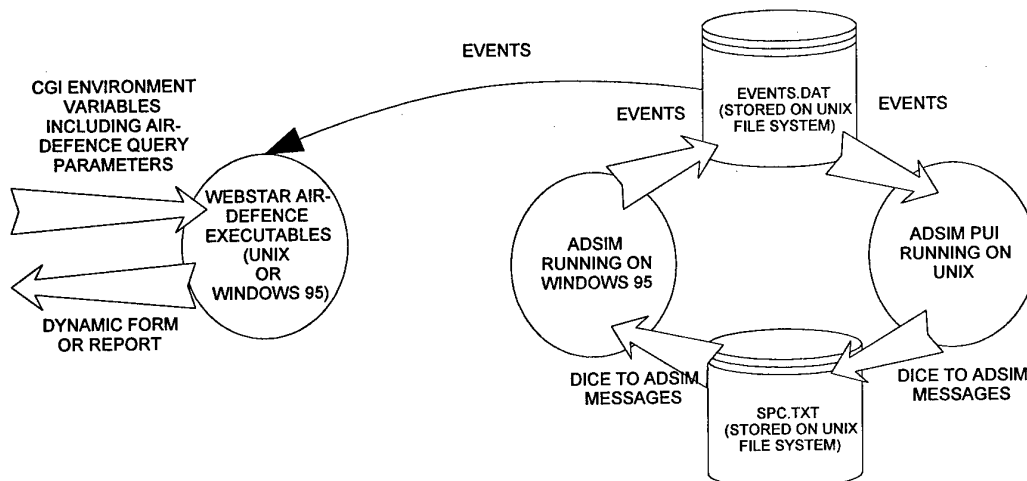 EVENTS
CGI ENVIRONMENT
VARIABLES
INCLUDING AIR-
DEFENCE QUERY
PARAMETERS
WEBSTAR AIR-
DEFENCE
EXECUTABLES
(UNIX
OR
WINDOWS 95)
DYNAMIC FORM
OR REPORT
EVENTS
EVENTS.DAT
(STORED ON UNIX
FILE SYSTEM)
EVENTS
ADSIM
RUNNING ON
WINDOWS 95
ADSIM PUI
RUNNING ON
UNIX
DICE TO ADSIM
MESSAGES
SPC.TXT
(STORED ON UNIX
FILE SYSTEM)
DICE TO ADSIM
MESSAGES